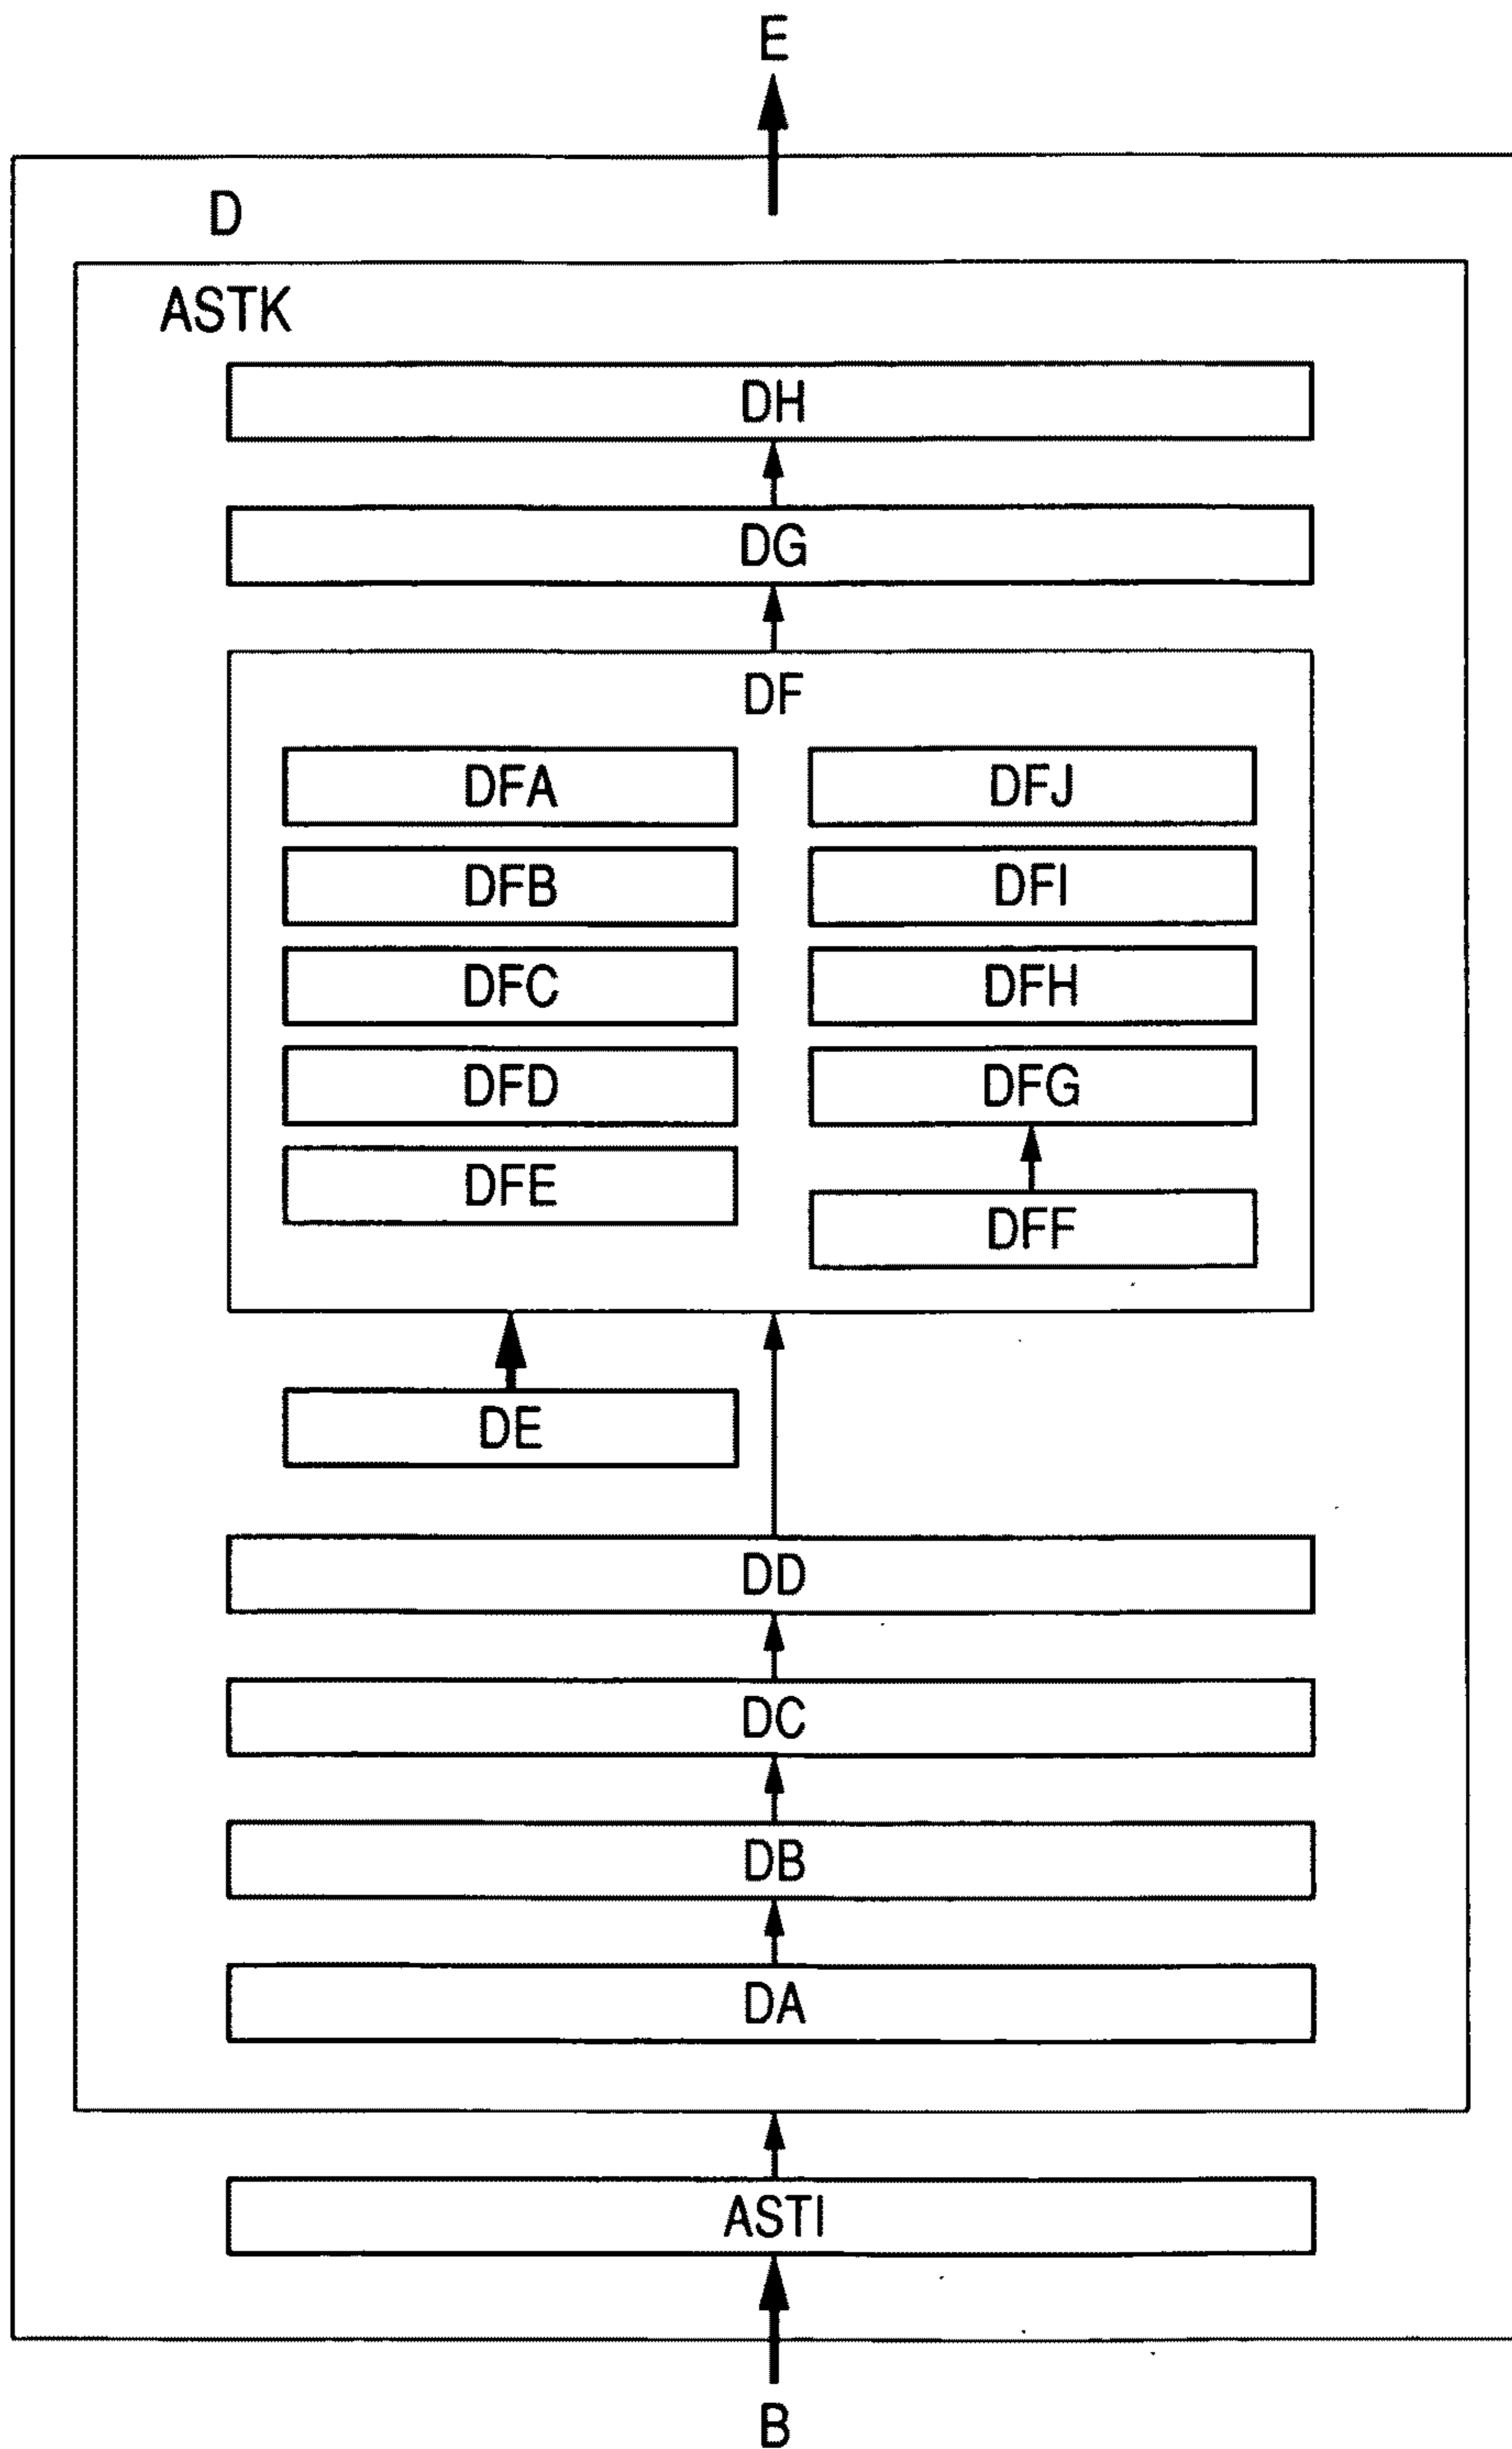 E
D
ASTK
DH
DG
DF
DFA
DFB
DFC
DFD
DFE
DFJ
DFI
DFH
DFG
DFF
DE
DD
DC
DB
DA
ASTI
B